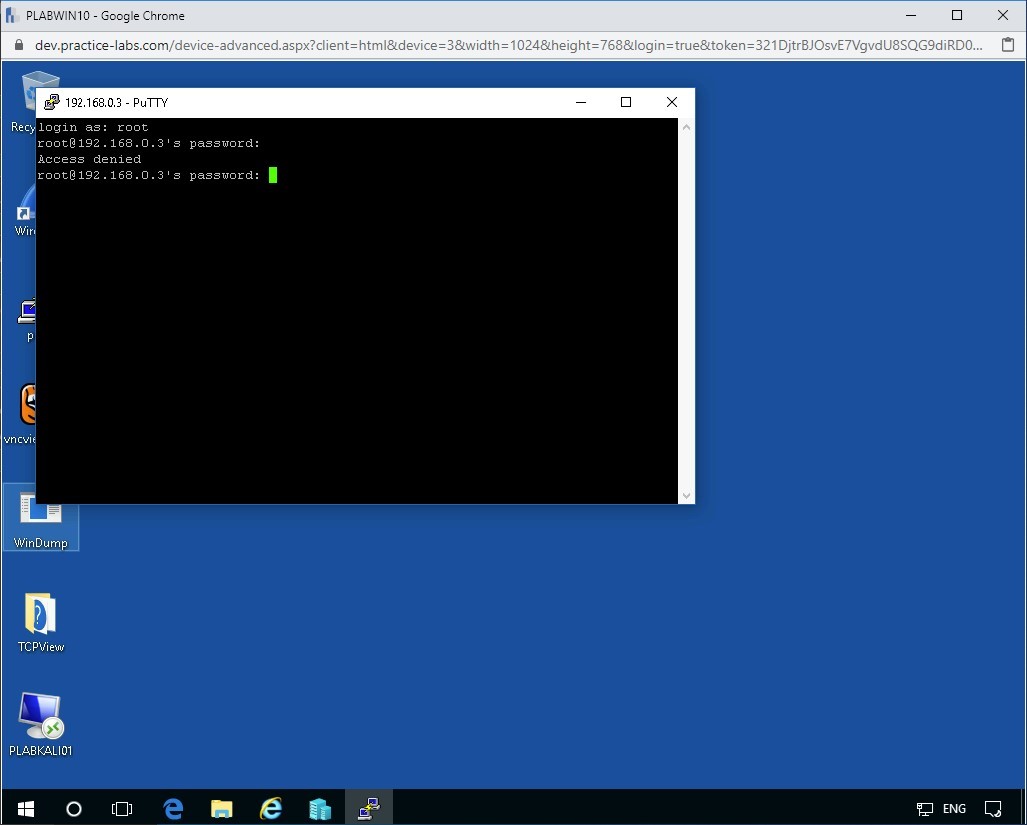 PLABWIN10 - Google Chrome
dev.practice-labs.com/device-advanced.aspx?client=html&device=3&width=1024&height=768&login=true&token=321DjtrBJOsvE7VgvdU8SQG9diRD0...
192.168.0.3 - PuTTY
login as: root
root@192.168.0.3's password:
Access denied
root@192.168.0.3's password:
Recy
Wire
p
vncvie
WinDump
TCPView
PLABKALI01
ENG